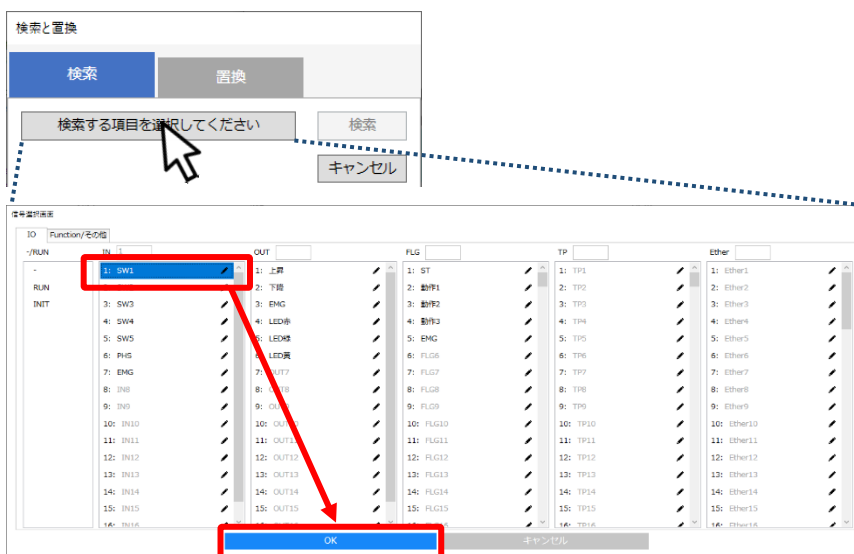 検索と置換
検索 置換
検索する項目を選択してください 検索
キャンセル
信号選択画面
IO Function/その他
-/RUN IN 1 OUT FLG TP Ether
- 1: SW1 1: 上昇 1: ST 1: TP1 1: Ether1
RUN 2: 下降 2: 動作1 2: TP2 2: Ether2
INIT 3: SW3 3: EMG 3: 動作2 3: TP3 3: Ether3
4: SW4 4: LED赤 4: 動作3 4: TP4 4: Ether4
5: SW5 5: LED緑 5: EMG 5: TP5 5: Ether5
6: PHS LED黄 6: FLG6 6: TP6 6: Ether6
7: EMG 7: OUT7 7: FLG7 7: TP7 7: Ether7
8: IN8 8: OUT8 8: FLG8 8: TP8 8: Ether8
9: IN9 9: 9: FLG9 9: TP9 9: Ether9
10: IN10 10: OUT10 10: FLG10 10: TP10 10: Ether10
11: IN11 11: 11: FLG11 11: TP11 11: Ether11
12: IN12 12: OUT12 12: FLG12 12: TP12 12: Ether12
13: IN13 13: OUT13 13: FLG13 13: TP13 13: Ether13
14: IN14 14: OUT14 14: FLG14 14: TP14 14: Ether14
15: IN15 15: OUT15 15: FLG15 15: TP15 15: Ether15
16: IN16 16: TP16 16: Ether16
OK キャンセル